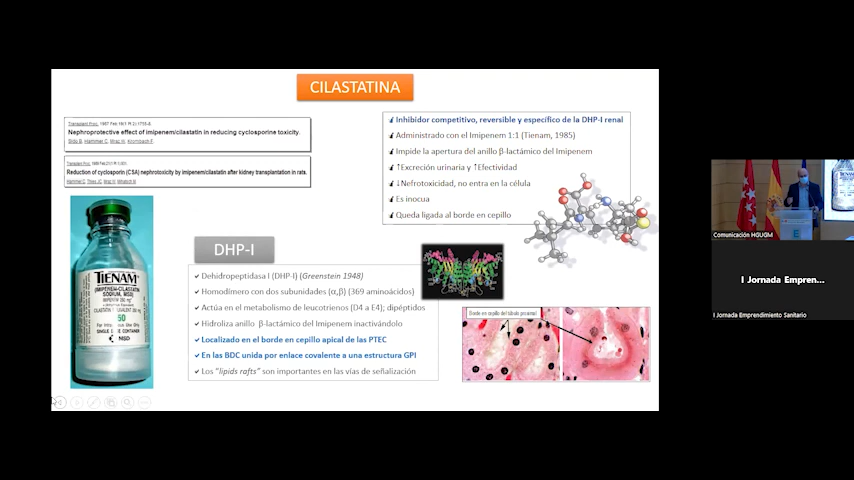 CILASTATINA
Nephroprotective effect of imipenem/cilastatin in reducing cyclosporine toxicity.
Reduction of cyclosporin (CSA) nephrotoxicity by imipenem/cilastatin after kidney transplantation in rats.
Inhibidor competitivo, reversible y específico de la DHP-I renal
Administrado con el Imipenem 1:1 (Tienam, 1985)
Impide la apertura del anillo β-lactámico del Imipenem
↑Excreción urinaria y ↑Efectividad
↓Nefrotoxicidad, no entra en la célula
Es inocua
Queda ligada al borde en cepillo
TIENAM
DHP-I
Dehidropeptidasa I (DHP-I) (Greenstein 1948)
Homodímero con dos subunidades (α,β) (369 aminoácidos)
Actúa en el metabolismo de leucotrienos (D4 a E4); dipéptidos
Hidroliza anillo β-lactámico del Imipenem inactivándolo
Localizado en el borde en cepillo apical de las PTEC
En las BDC unida por enlace covalente a una estructura GPI
Los "lipids rafts" son importantes en las vías de señalización
Borde en cepillo del túbulo proximal
Comunicación HGUGM
I Jornada Empren...
I Jornada Emprendimiento Sanitario